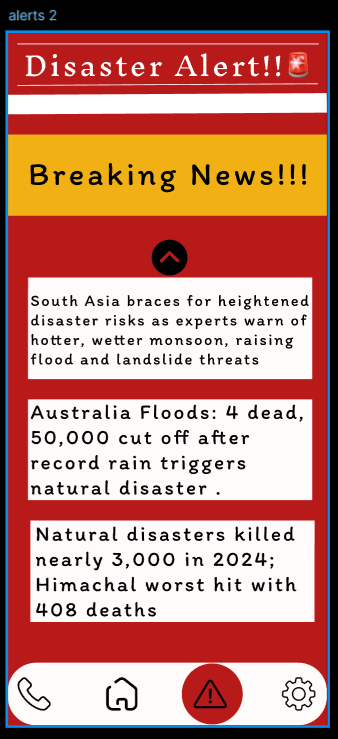 alerts 2
Disaster Alert!!🚨
Breaking News!!!
South Asia braces for heightened
disaster risks as experts warn of
hotter, wetter monsoon, raising
flood and landslide threats
Australia Floods: 4 dead,
50,000 cut off after
record rain triggers
natural disaster .
Natural disasters killed
nearly 3,000 in 2024;
Himachal worst hit with
408 deaths